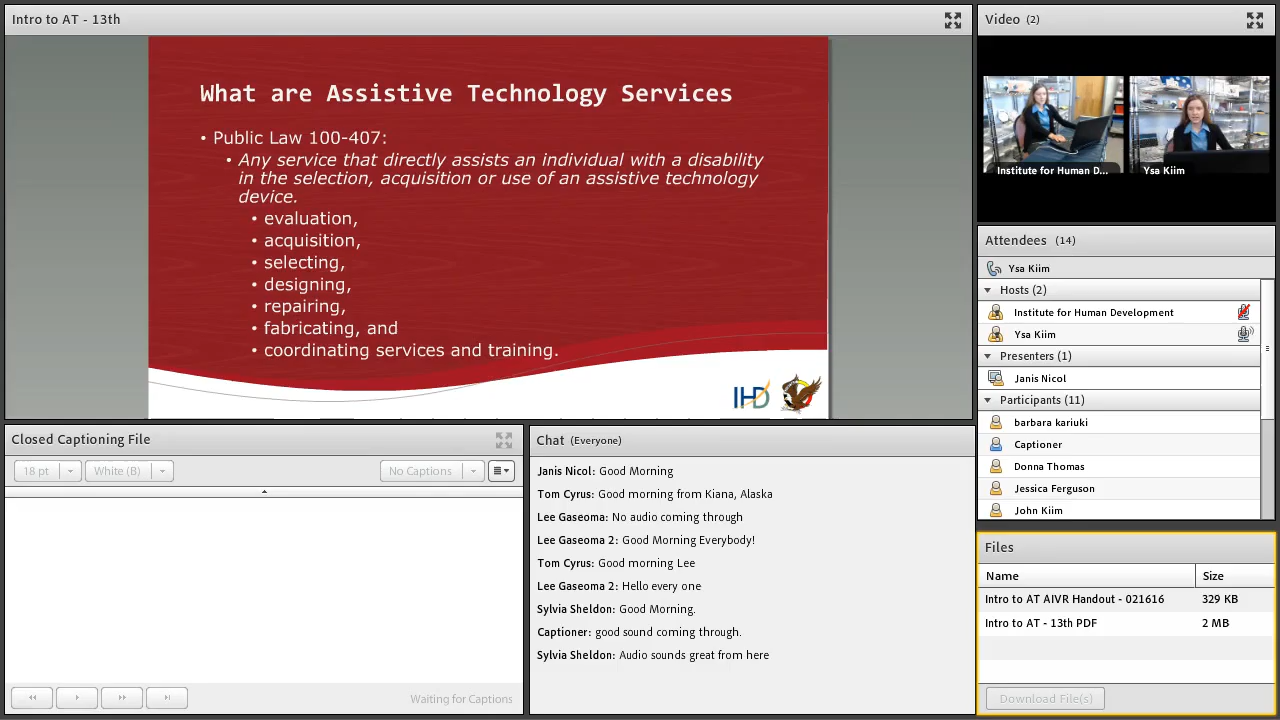 Intro to AT - 13th
What are Assistive Technology Services
• Public Law 100-407:
• Any service that directly assists an individual with a disability
in the selection, acquisition or use of an assistive technology
device.
• evaluation,
• acquisition,
• selecting,
• designing,
• repairing,
• fabricating, and
• coordinating services and training.
IHD
Video (2)
Institute for Human D...
Ysa Kiim
Attendees (14)
Ysa Kiim
Hosts (2)
Institute for Human Development
Ysa Kiim
Presenters (1)
Janis Nicol
Participants (11)
barbara kariuki
Captioner
Donna Thomas
Jessica Ferguson
John Kiim
Closed Captioning File
18 pt
White (B)
No Captions
Waiting for Captions
Chat (Everyone)
Janis Nicol: Good Morning
Tom Cyrus: Good morning from Kiana, Alaska
Lee Gaseoma: No audio coming through
Lee Gaseoma 2: Good Morning Everybody!
Tom Cyrus: Good morning Lee
Lee Gaseoma 2: Hello every one
Sylvia Sheldon: Good Morning.
Captioner: good sound coming through.
Sylvia Sheldon: Audio sounds great from here
Files
Name Size
Intro to AT AIVR Handout - 021616 329 KB
Intro to AT - 13th PDF 2 MB
Download File(s)